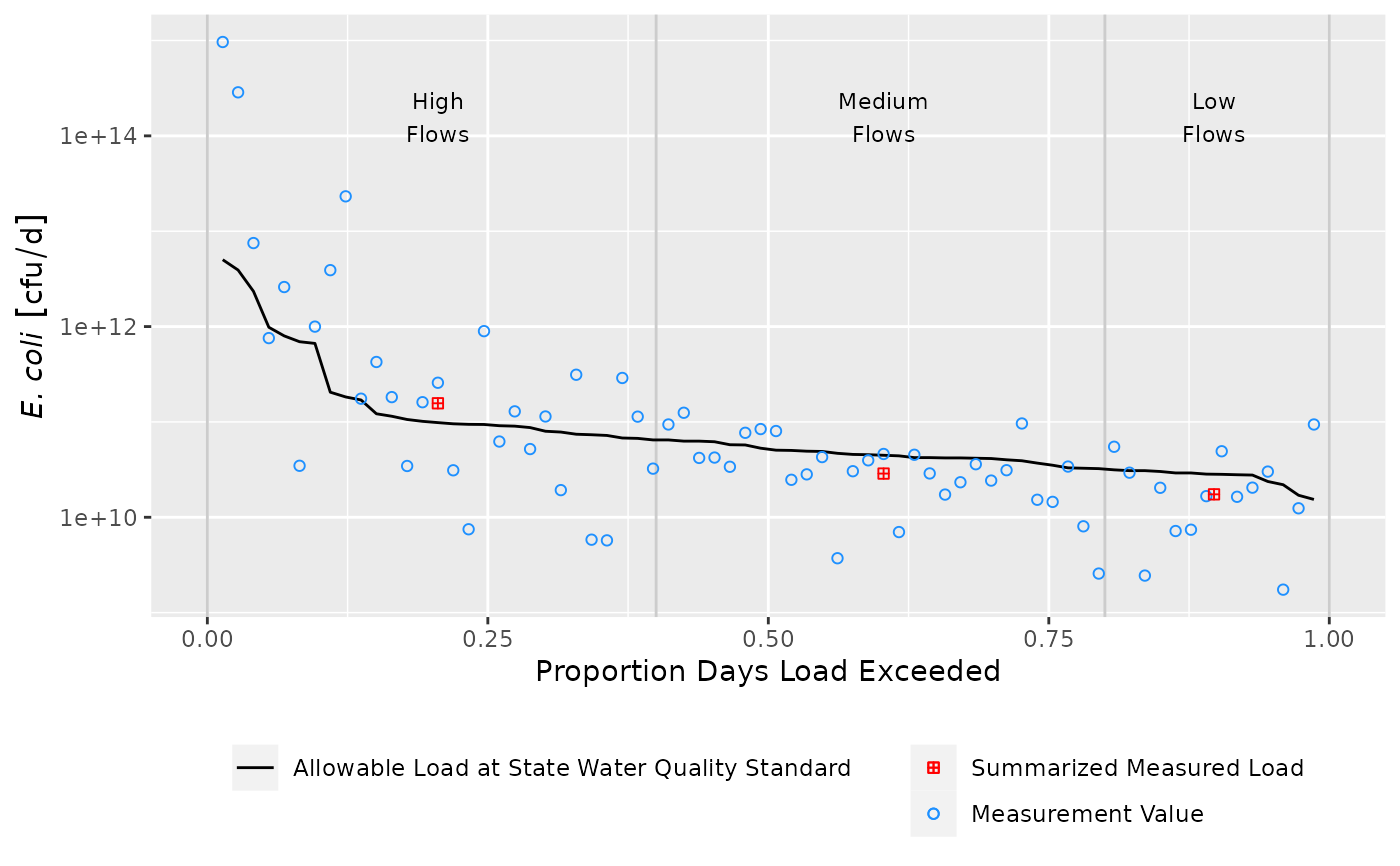 High
Flows
Medium
Flows
Low
Flows
1e+14
1e+12
1e+10
E. coli [cfu/d]
0.00 0.25 0.50 0.75 1.00
Proportion Days Load Exceeded
Allowable Load at State Water Quality Standard
Summarized Measured Load
Measurement Value